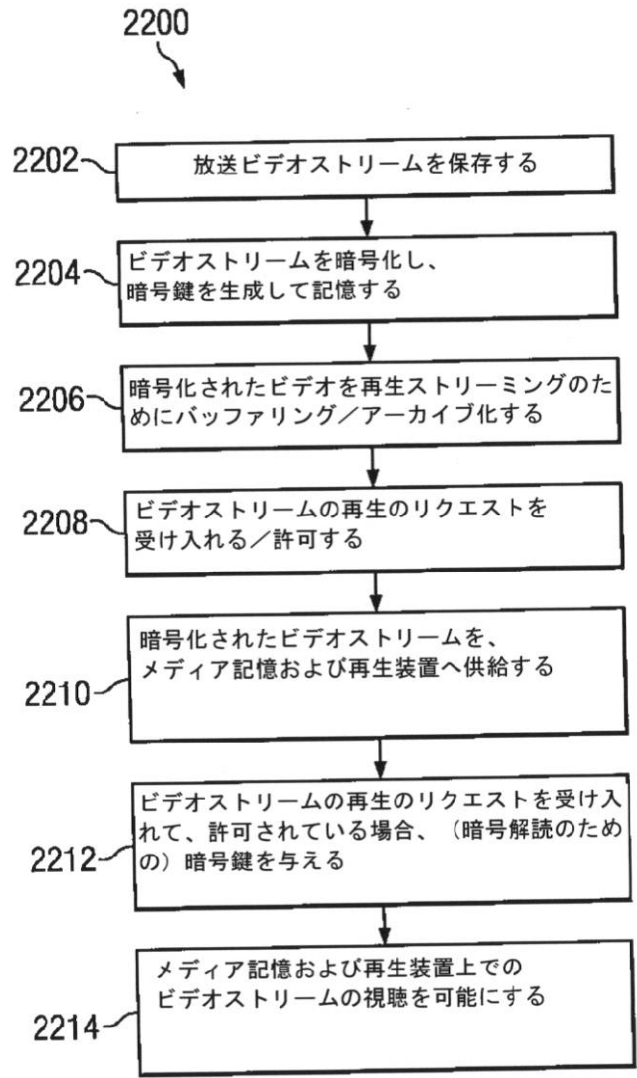 2200
2202
放送ビデオストリームを保存する
2204
ビデオストリームを暗号化し、
暗号鍵を生成して記憶する
2206
暗号化されたビデオを再生ストリーミングのた
めにバッファリング／アーカイブ化する
2208
ビデオストリームの再生のリクエストを
受け入れる／許可する
2210
暗号化されたビデオストリームを、
メディア記憶および再生装置へ供給する
2212
ビデオストリームの再生のリクエストを受け入
れて、許可されている場合、（暗号解読のため
の）暗号鍵を与える
2214
メディア記憶および再生装置上での
ビデオストリームの視聴を可能にする